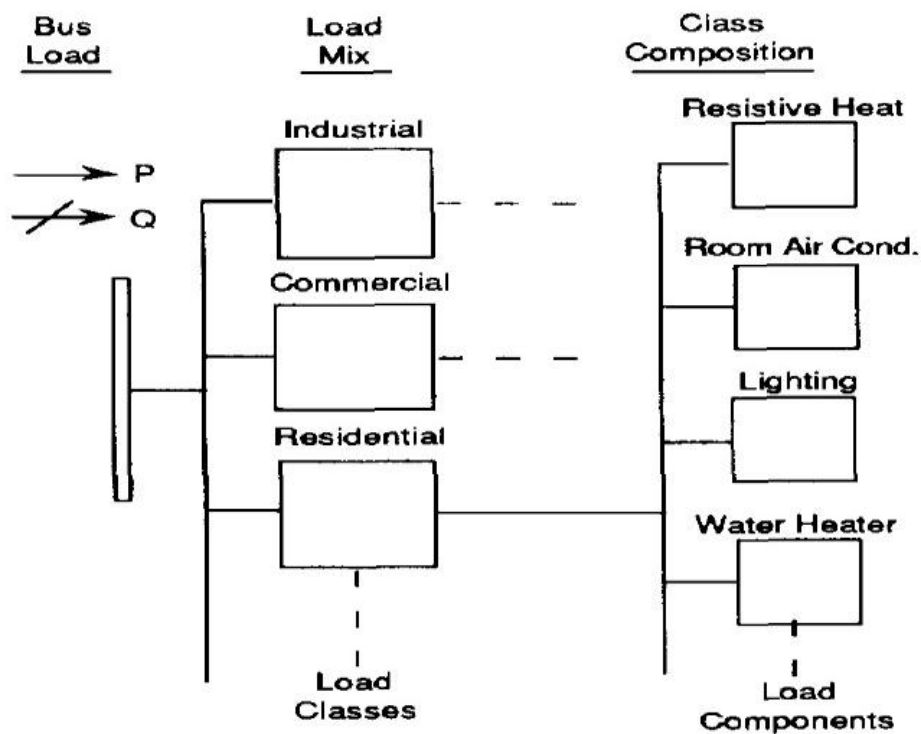 Bus
Load
Load
Mix
Class
Composition
P
Q
Industrial
Commercial
Residential
Load
Classes
Resistive Heat
Room Air Cond.
Lighting
Water Heater
Load
Components